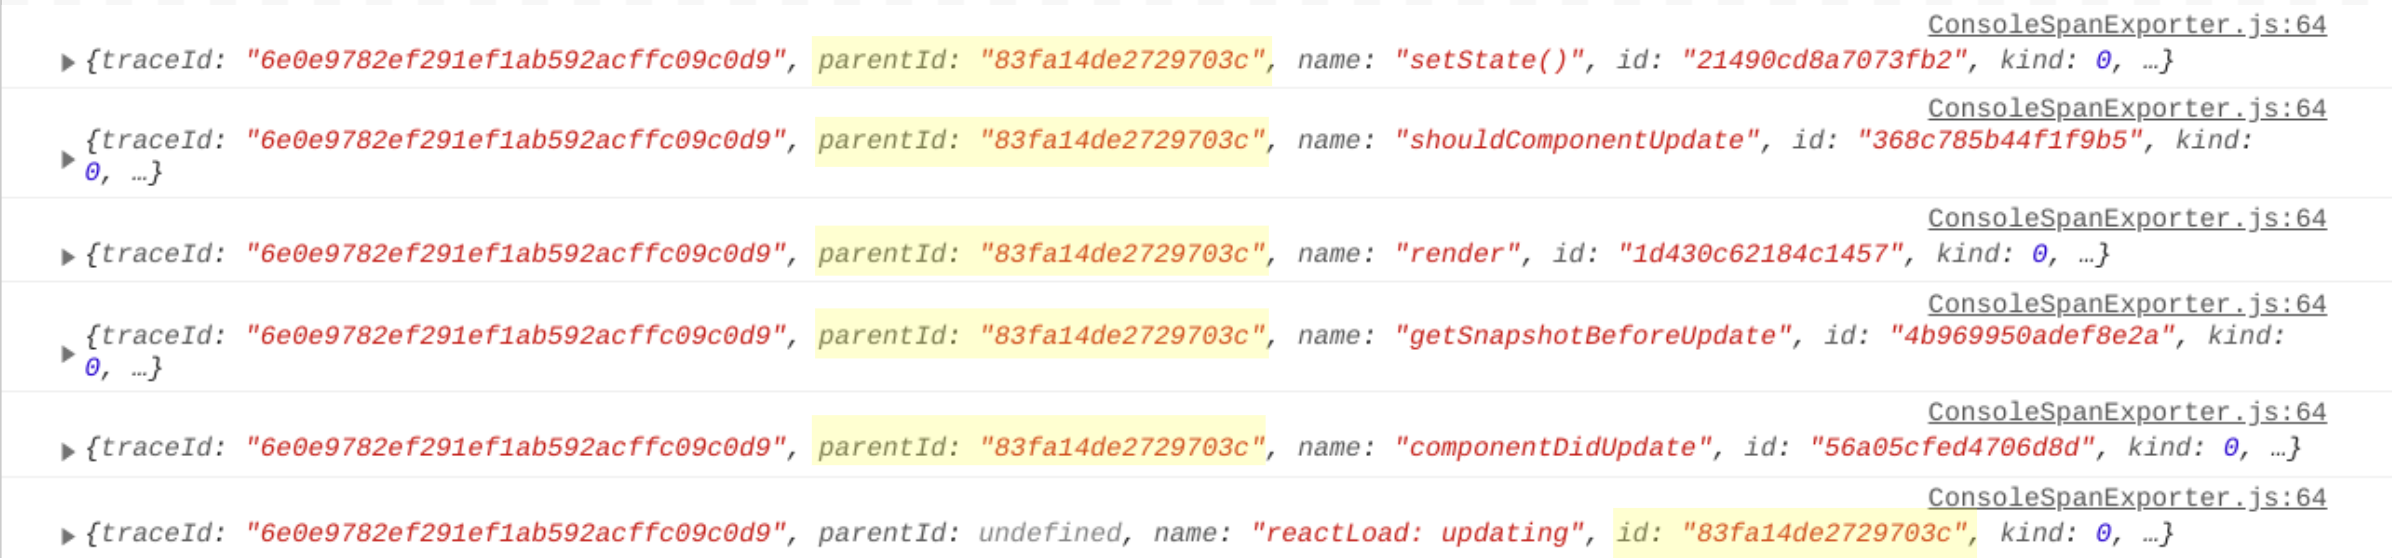 ConsoleSpanExporter.js:64
{traceId: "6e0e9782ef291ef1ab592acffc09c0d9", parentId: "83fa14de2729703c", name: "setState()", id: "21490cd8a7073fb2", kind: 0, …}
ConsoleSpanExporter.js:64
{traceId: "6e0e9782ef291ef1ab592acffc09c0d9", parentId: "83fa14de2729703c", name: "shouldComponentUpdate", id: "368c785b44f1f9b5", kind:
0, …}
ConsoleSpanExporter.js:64
{traceId: "6e0e9782ef291ef1ab592acffc09c0d9", parentId: "83fa14de2729703c", name: "render", id: "1d430c62184c1457", kind: 0, …}
ConsoleSpanExporter.js:64
{traceId: "6e0e9782ef291ef1ab592acffc09c0d9", parentId: "83fa14de2729703c", name: "getSnapshotBeforeUpdate", id: "4b969950adef8e2a", kind:
0, …}
ConsoleSpanExporter.js:64
{traceId: "6e0e9782ef291ef1ab592acffc09c0d9", parentId: "83fa14de2729703c", name: "componentDidUpdate", id: "56a05cfed4706d8d", kind: 0, …}
ConsoleSpanExporter.js:64
{traceId: "6e0e9782ef291ef1ab592acffc09c0d9", parentId: undefined, name: "reactLoad: updating", id: "83fa14de2729703c", kind: 0, …}